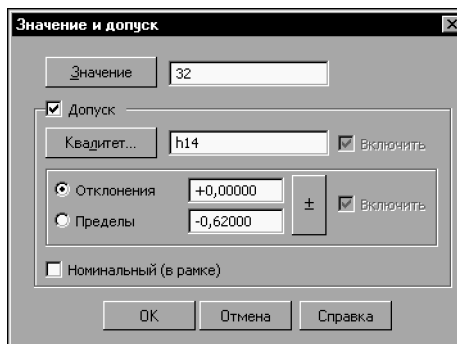 Значение и допуск
Значение 32
Допуск
Квалитет... h14 Включить
Отклонения +0,00000 ± Включить
Пределы -0,62000
Номинальный (в рамке)
OK Отмена Справка